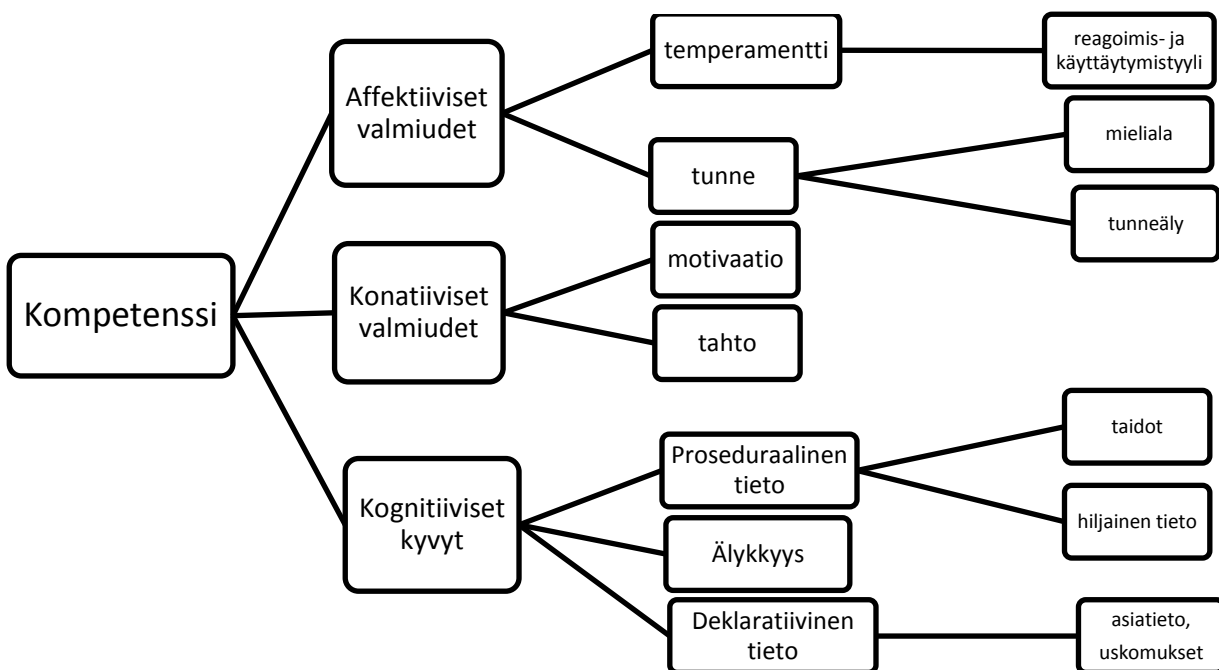 Kompetenssi
Affektiiviset
valmiudet
temperamentti
reagoimis- ja
käyttäytymistyyli
tunne
mieliala
tunneäly
Konatiiviset
valmiudet
motivaatio
tahto
Kognitiiviset
kyvyt
Proseduraalinen
tieto
taidot
hiljainen tieto
Älykkyys
Deklaratiivinen
tieto
asiatieto,
uskomukset